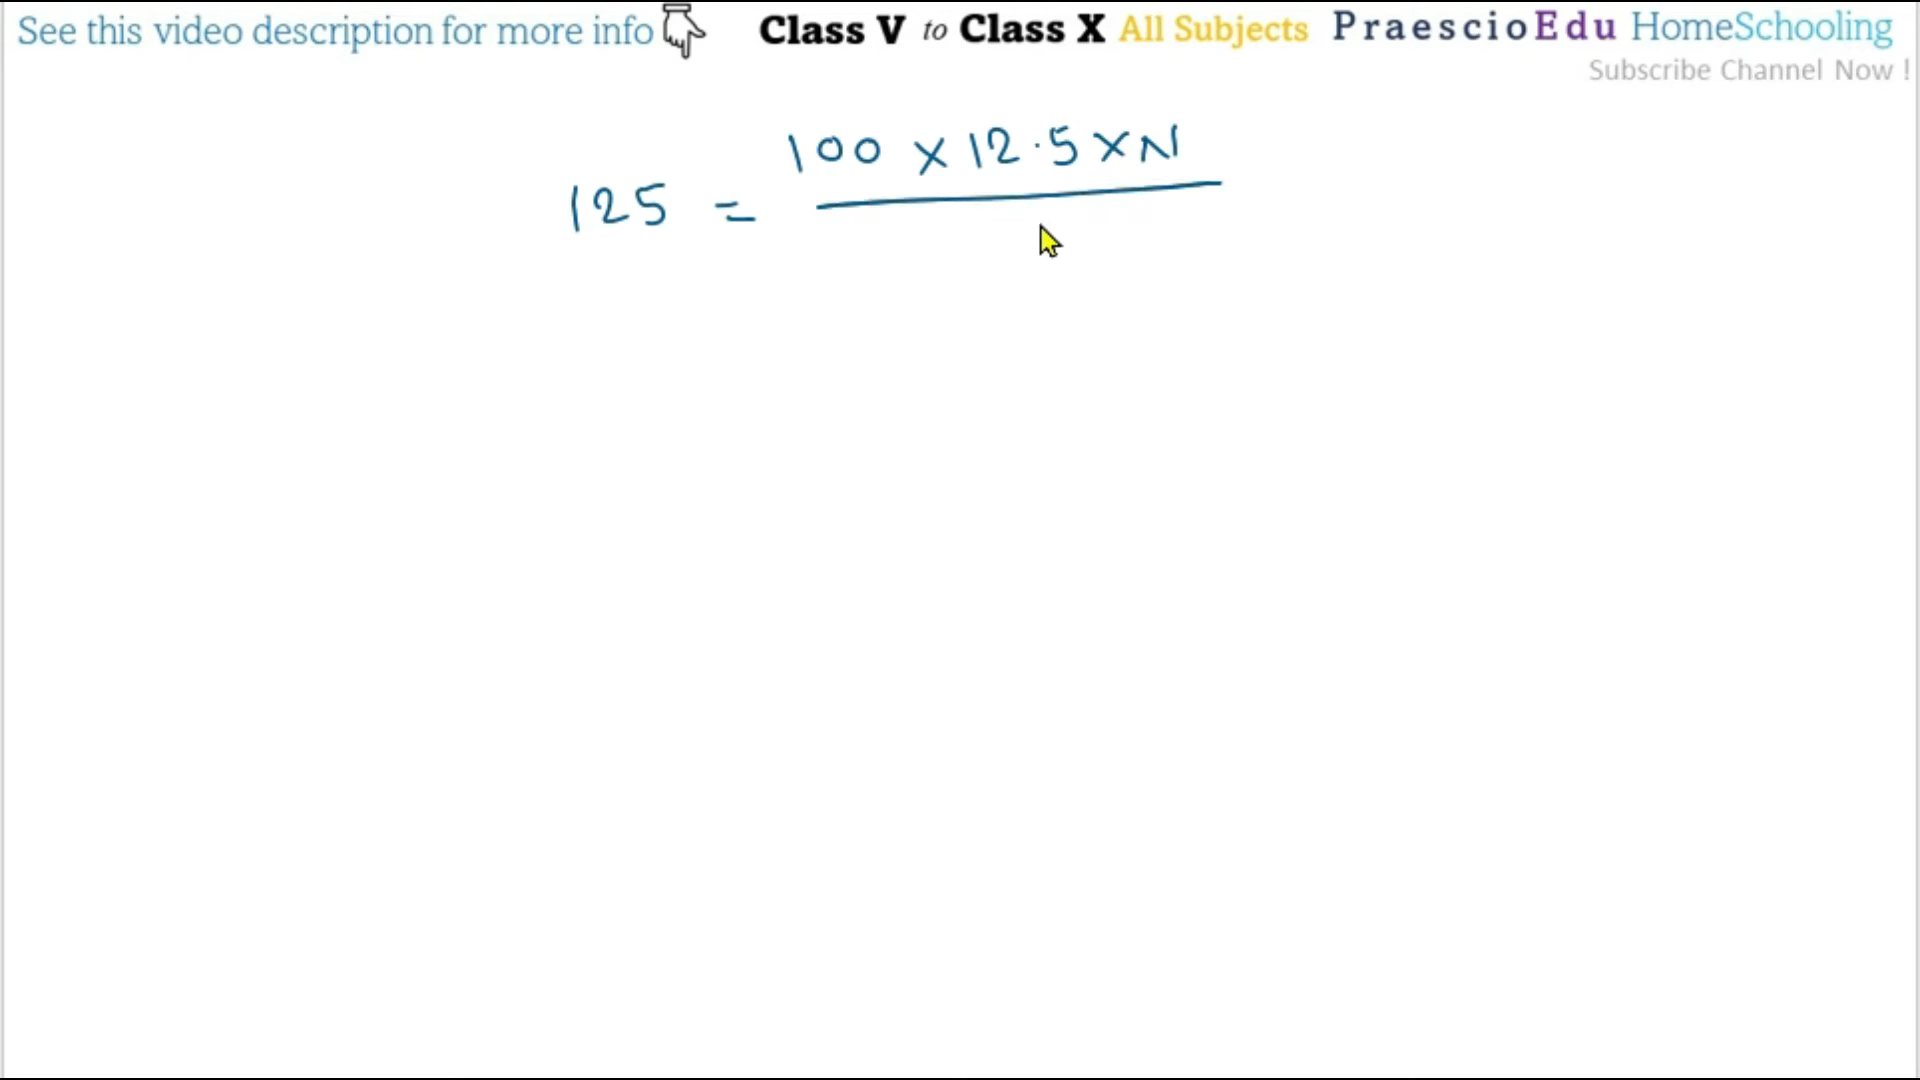 See this video description for more info Class V to Class X All Subjects PraescioEdu HomeSchooling
Subscribe Channel Now !
100 x 12.5 x N
125 =